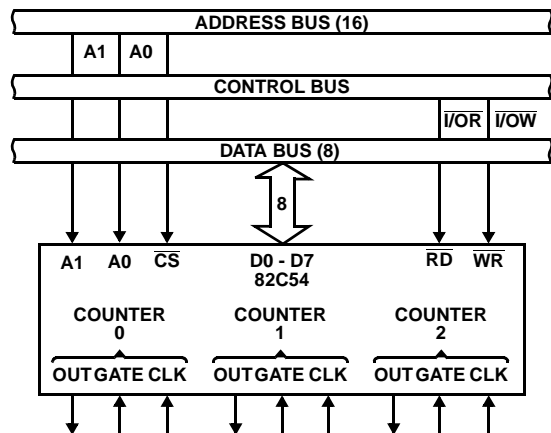 ADDRESS BUS (16)
A1 A0
CONTROL BUS
I/OR I/OW
DATA BUS (8)
8
A1 A0 CS D0 - D7 RD WR
82C54
COUNTER COUNTER COUNTER
0 1 2
OUT GATE CLK OUT GATE CLK OUT GATE CLK